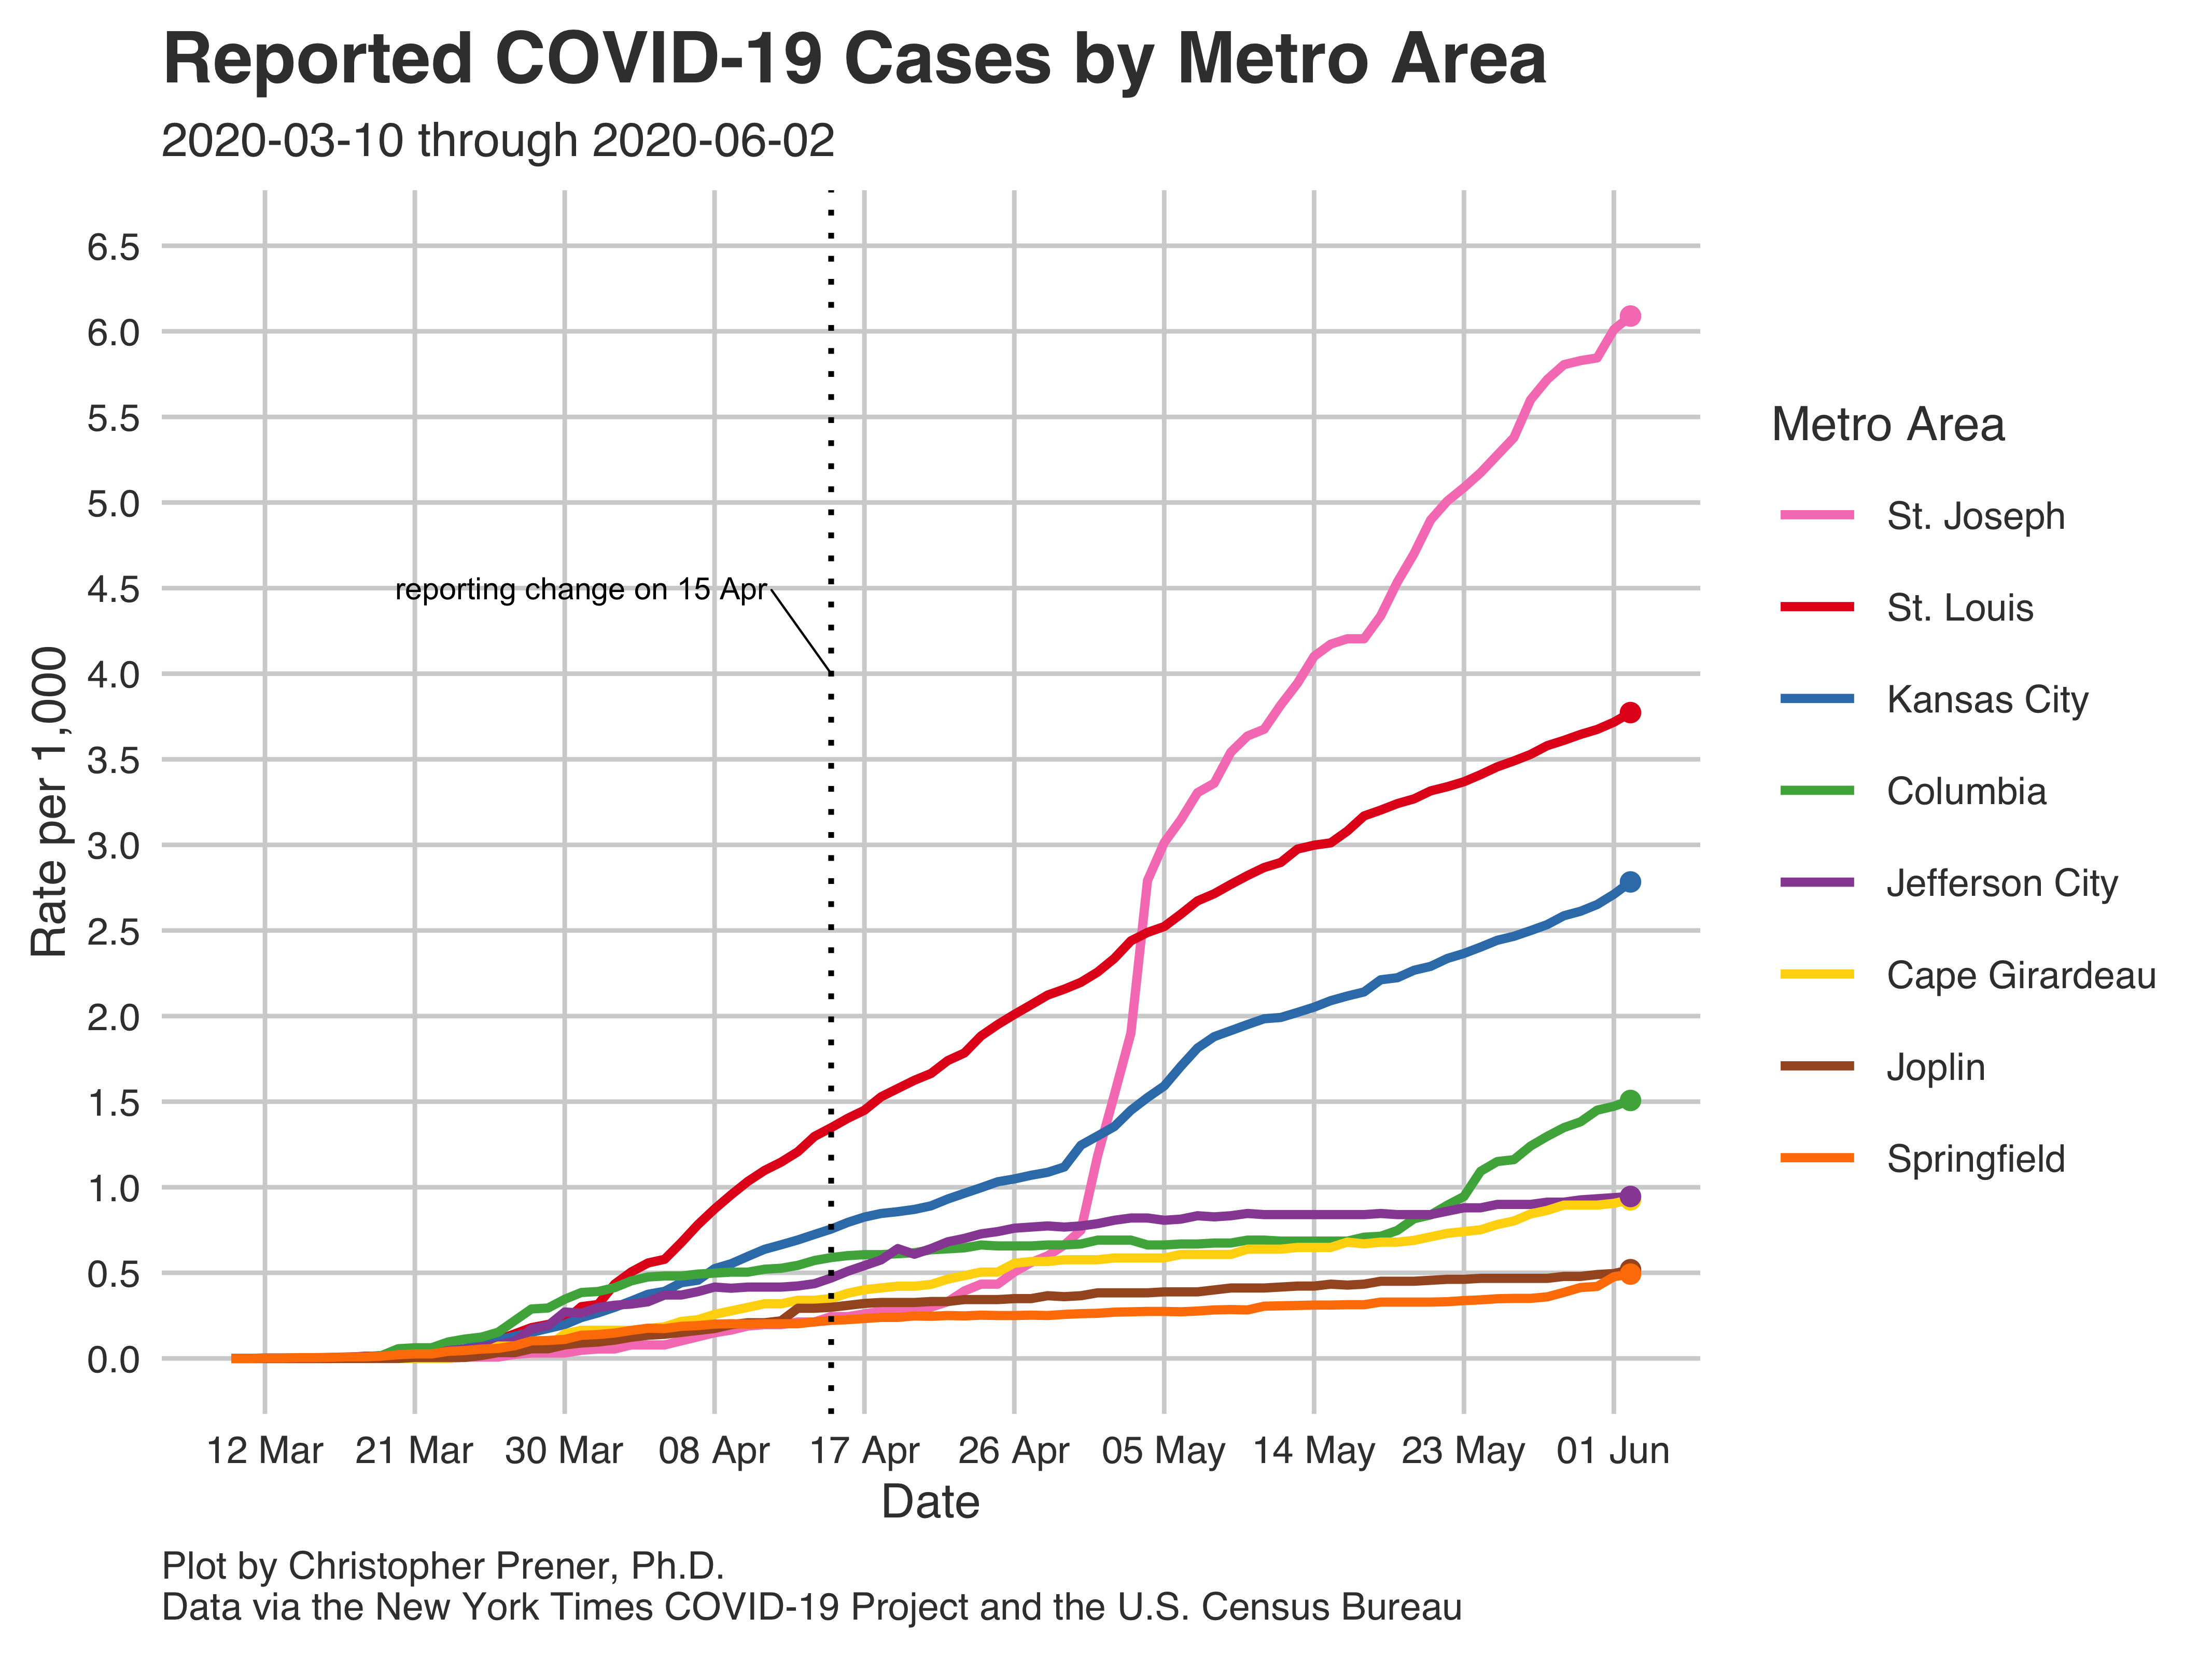 Reported COVID-19 Cases by Metro Area
2020-03-10 through 2020-06-02
6.5
6.0
5.5
5.0
4.5
4.0
3.5
3.0
2.5
2.0
1.5
1.0
0.5
0.0
Rate per 1,000
reporting change on 15 Apr
12 Mar 21 Mar 30 Mar 08 Apr 17 Apr 26 Apr 05 May 14 May 23 May 01 Jun
Date
Metro Area
St. Joseph
St. Louis
Kansas City
Columbia
Jefferson City
Cape Girardeau
Joplin
Springfield
Plot by Christopher Prener, Ph.D.
Data via the New York Times COVID-19 Project and the U.S. Census Bureau